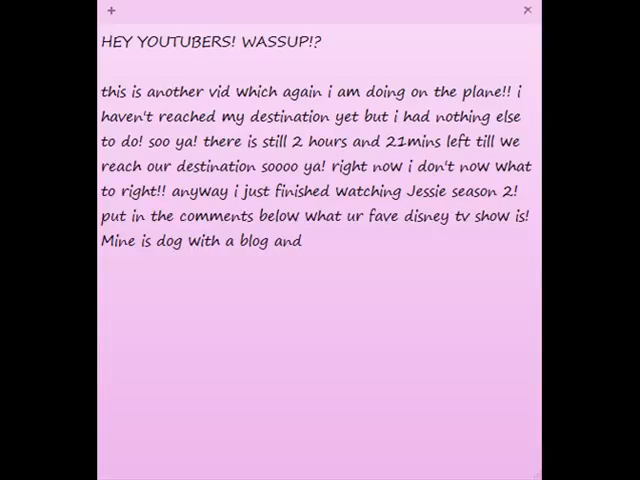 HEY YOUTUBERS! WASSUP!?
this is another vid which again i am doing on the plane!! i
haven't reached my destination yet but i had nothing else
to do! soo ya! there is still 2 hours and 21mins left till we
reach our destination soooo ya! right now i don't now what
to right!! anyway i just finished watching Jessie season 2!
put in the comments below what ur fave disney tv show is!
Mine is dog with a blog and